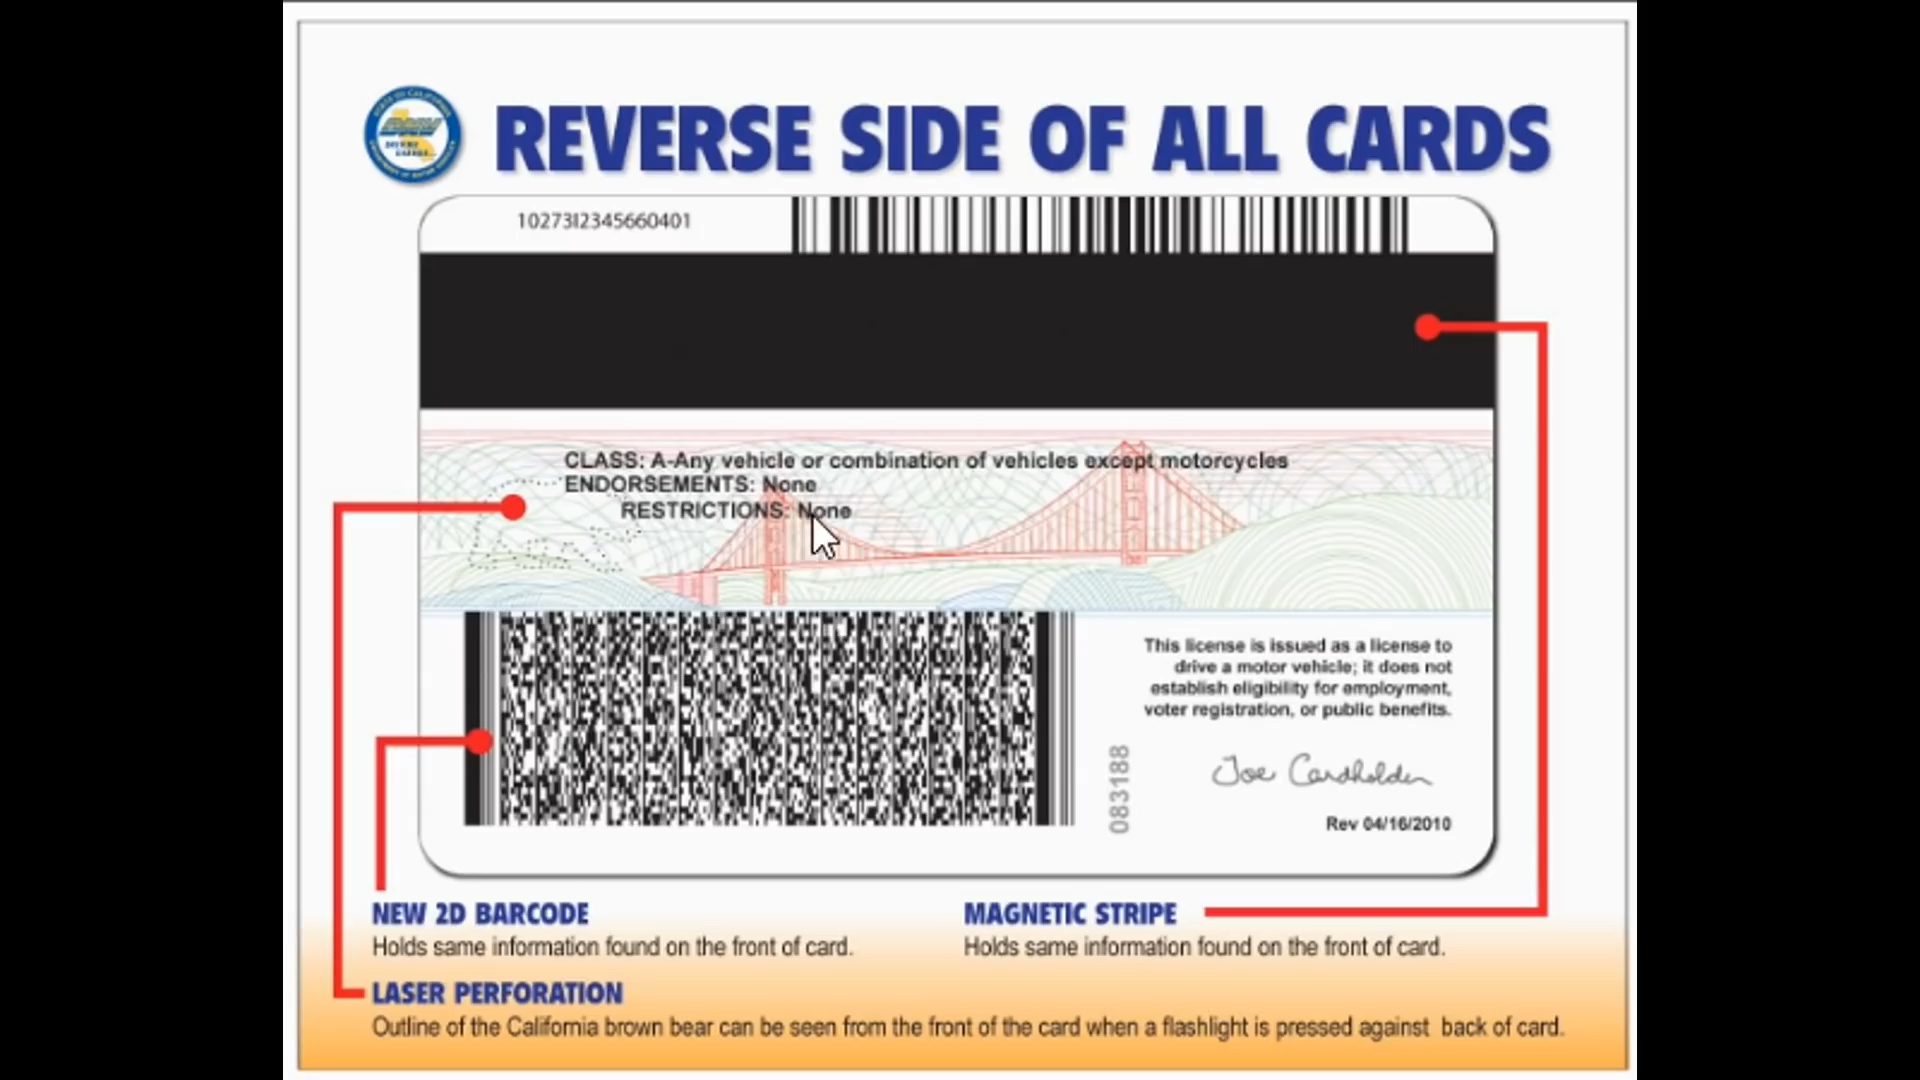 REVERSE SIDE OF ALL CARDS
10273I2345660401
CLASS: A-Any vehicle or combination of vehicles except motorcycles
ENDORSEMENTS: None
RESTRICTIONS: None
This license is issued as a license to
drive a motor vehicle; it does not
establish eligibility for employment,
voter registration, or public benefits.
083188
Joe Cardholder
Rev 04/16/2010
NEW 2D BARCODE
Holds same information found on the front of card.
MAGNETIC STRIPE
Holds same information found on the front of card.
LASER PERFORATION
Outline of the California brown bear can be seen from the front of the card when a flashlight is pressed against back of card.